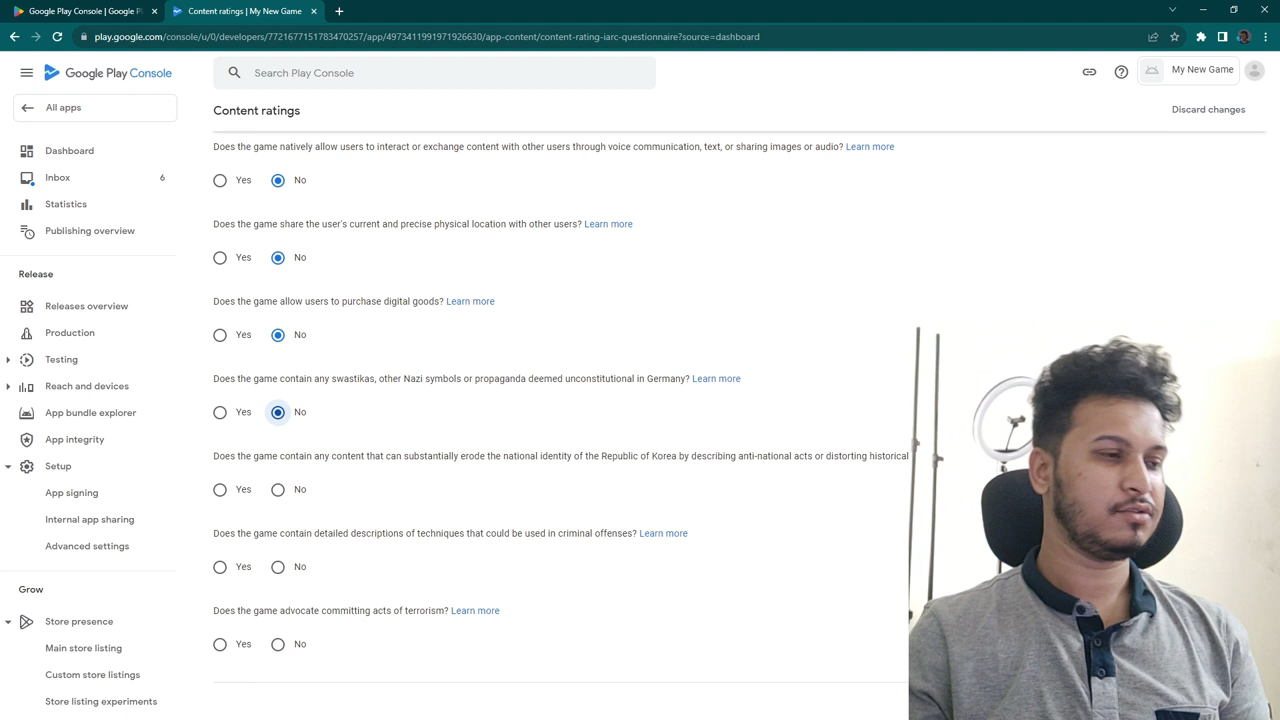 Google Play Console | Google Pla
Content ratings | My New Game
play.google.com/console/u/0/developers/7721677151783470257/app/4973411991971926630/app-content/content-rating-iarc-questionnaire?source=dashboard
Google Play Console
Search Play Console
My New Game
All apps
Content ratings
Discard changes
Dashboard
Inbox 6
Statistics
Publishing overview
Release
Releases overview
Production
Testing
Reach and devices
App bundle explorer
App integrity
Setup
App signing
Internal app sharing
Advanced settings
Grow
Store presence
Main store listing
Custom store listings
Store listing experiments
Does the game natively allow users to interact or exchange content with other users through voice communication, text, or sharing images or audio? Learn more
Yes No
Does the game share the user's current and precise physical location with other users? Learn more
Yes No
Does the game allow users to purchase digital goods? Learn more
Yes No
Does the game contain any swastikas, other Nazi symbols or propaganda deemed unconstitutional in Germany? Learn more
Yes No
Does the game contain any content that can substantially erode the national identity of the Republic of Korea by describing anti-national acts or distorting historical
Yes No
Does the game contain detailed descriptions of techniques that could be used in criminal offenses? Learn more
Yes No
Does the game advocate committing acts of terrorism? Learn more
Yes No